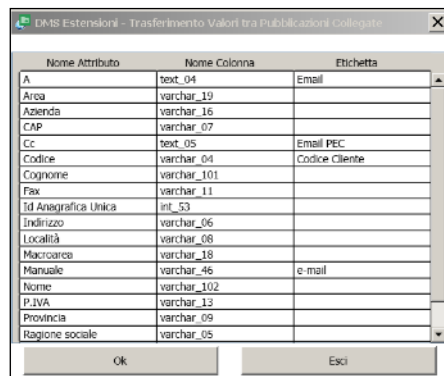 DMS Estensioni - Trasferimento Valori tra Pubblicazioni Collegate
Nome Attributo Nome Colonna Etichetta
A text_04 Email
Area varchar_19
Azienda varchar_16
CAP varchar_07
Cc text_05 Email PEC
Codice varchar_04 Codice Cliente
Cognome varchar_101
Fax varchar_11
Id Anagrafica Unica int_53
Indirizzo varchar_06
Località varchar_08
Macroarea varchar_18
Manuale varchar_46 e-mail
Nome varchar_102
P.IVA varchar_13
Provincia varchar_09
Ragione sociale varchar_05
Ok Esci